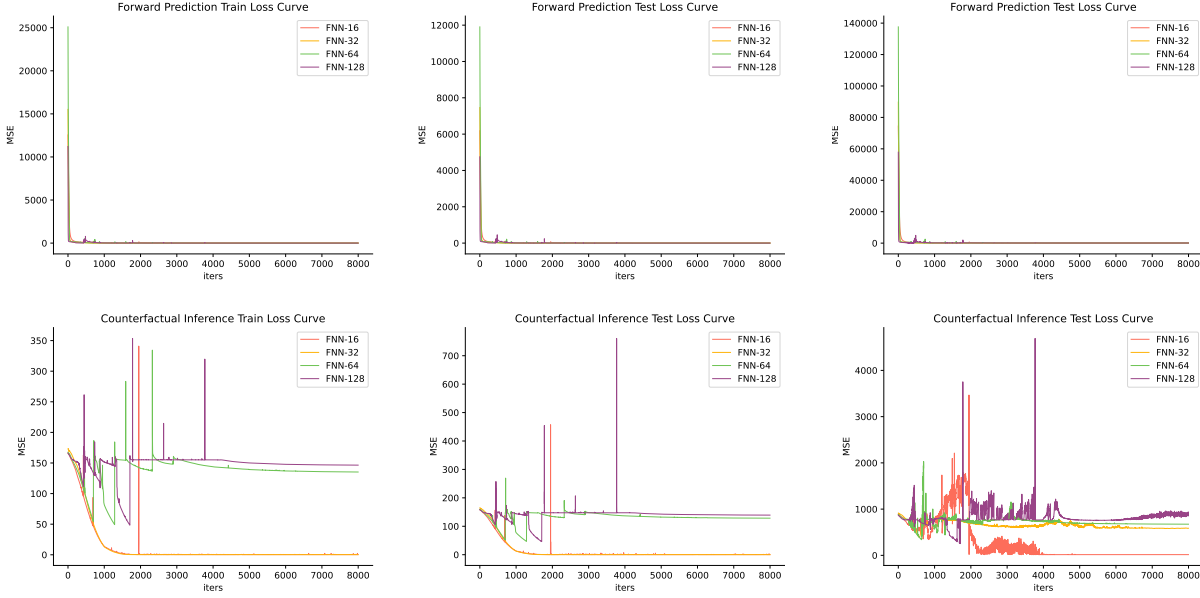 Forward Prediction Train Loss Curve
MSE
25000
20000
15000
10000
5000
0
0 1000 2000 3000 4000 5000 6000 7000 8000
iters
FNN-16
FNN-32
FNN-64
FNN-128
Forward Prediction Test Loss Curve
MSE
12000
10000
8000
6000
4000
2000
0
0 1000 2000 3000 4000 5000 6000 7000 8000
iters
FNN-16
FNN-32
FNN-64
FNN-128
Forward Prediction Test Loss Curve
MSE
140000
120000
100000
80000
60000
40000
20000
0
0 1000 2000 3000 4000 5000 6000 7000 8000
iters
FNN-16
FNN-32
FNN-64
FNN-128
Counterfactual Inference Train Loss Curve
MSE
350
300
250
200
150
100
50
0
0 1000 2000 3000 4000 5000 6000 7000 8000
iters
FNN-16
FNN-32
FNN-64
FNN-128
Counterfactual Inference Test Loss Curve
MSE
700
600
500
400
300
200
100
0
0 1000 2000 3000 4000 5000 6000 7000 8000
iters
FNN-16
FNN-32
FNN-64
FNN-128
Counterfactual Inference Test Loss Curve
MSE
4000
3000
2000
1000
0
0 1000 2000 3000 4000 5000 6000 7000 8000
iters
FNN-16
FNN-32
FNN-64
FNN-128